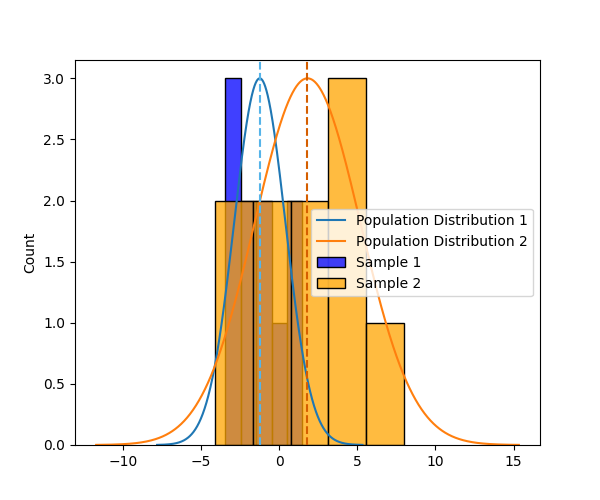 3.0
2.5
2.0
1.5
1.0
0.5
0.0
Count
Population Distribution 1
Population Distribution 2
Sample 1
Sample 2
−10 −5 0 5 10 15